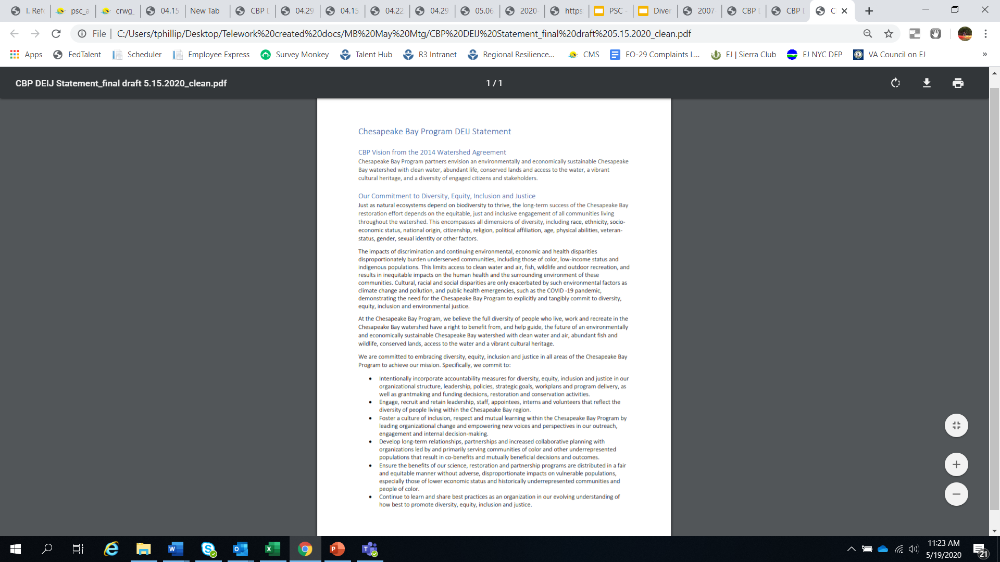 I. Refo
psc_a
crwg_
04.15
New Tab
CBP D
04.29
04.15
04.22
04.29
05.06
2020-
https
PSC -
Diver
2007
CBP D
CBP D
C
File
C:/Users/tphillip/Desktop/Telework%20created%20docs/MB%20May%20Mtg/CBP%20DEIJ%20Statement_final%20draft%205.15.2020_clean.pdf
Apps FedTalent Scheduler Employee Express Survey Monkey Talent Hub R3 Intranet Regional Resilience... CMS EO-29 Complaints L... EJ | Sierra Club EJ NYC DEP VA Council on EJ »
CBP DEIJ Statement_final draft 5.15.2020_clean.pdf
1 / 1
Chesapeake Bay Program DEIJ Statement
CBP Vision from the 2014 Watershed Agreement
Chesapeake Bay Program partners envision an environmentally and economically sustainable Chesapeake
Bay watershed with clean water, abundant life, conserved lands and access to the water, a vibrant
cultural heritage, and a diversity of engaged citizens and stakeholders.
Our Commitment to Diversity, Equity, Inclusion and Justice
Just as natural ecosystems depend on biodiversity to thrive, the long-term success of the Chesapeake Bay
restoration effort depends on the equitable, just and inclusive engagement of all communities living
throughout the watershed. This encompasses all dimensions of diversity, including race, ethnicity, socio-
economic status, national origin, citizenship, religion, political affiliation, age, physical abilities, veteran-
status, gender, sexual identity or other factors.
The impacts of discrimination and continuing environmental, economic and health disparities
disproportionately burden underserved communities, including those of color, low-income status and
indigenous populations. This limits access to clean water and air, fish, wildlife and outdoor recreation, and
results in inequitable impacts on the human health and the surrounding environment of these
communities. Cultural, racial and social disparities are only exacerbated by such environmental factors as
climate change and pollution, and public health emergencies, such as the COVID -19 pandemic,
demonstrating the need for the Chesapeake Bay Program to explicitly and tangibly commit to diversity,
equity, inclusion and environmental justice.
At the Chesapeake Bay Program, we believe the full diversity of people who live, work and recreate in the
Chesapeake Bay watershed have a right to benefit from, and help guide, the future of an environmentally
and economically sustainable Chesapeake Bay watershed with clean water and air, abundant fish and
wildlife, conserved lands, access to the water and a vibrant cultural heritage.
We are committed to embracing diversity, equity, inclusion and justice in all areas of the Chesapeake Bay
Program to achieve our mission. Specifically, we commit to:
• Intentionally incorporate accountability measures for diversity, equity, inclusion and justice in our
organizational structure, leadership, policies, strategic goals, workplans and program delivery, as
well as grantmaking and funding decisions, restoration and conservation activities.
• Engage, recruit and retain leadership, staff, appointees, interns and volunteers that reflect the
diversity of people living within the Chesapeake Bay region.
• Foster a culture of inclusion, respect and mutual learning within the Chesapeake Bay Program by
leading organizational change and empowering new voices and perspectives in our outreach,
engagement and internal decision-making.
• Develop long-term relationships, partnerships and increased collaborative planning with
organizations led by and primarily serving communities of color and other underrepresented
populations that result in co-benefits and mutually beneficial decisions and outcomes.
• Ensure the benefits of our science, restoration and partnership programs are distributed in a fair
and equitable manner without adverse, disproportionate impacts on vulnerable populations,
especially those of lower economic status and historically underrepresented communities and
people of color.
• Continue to learn and share best practices as an organization in our evolving understanding of
how best to promote diversity, equity, inclusion and justice.
11:23 AM
5/19/2020
21